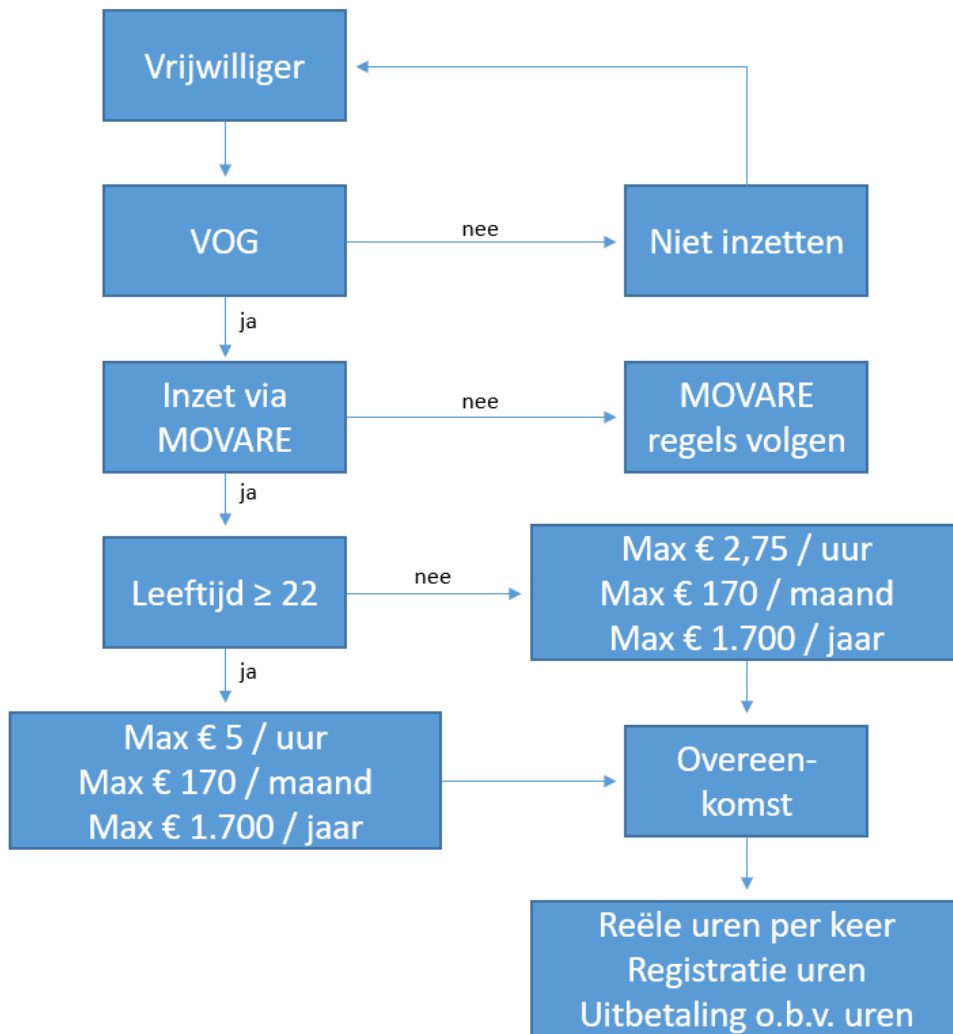 Vrijwilliger
VOG
nee
Niet inzetten
ja
Inzet via
MOVARE
nee
MOVARE
regels volgen
ja
Leeftijd ≥ 22
nee
Max € 2,75 / uur
Max € 170 / maand
Max € 1.700 / jaar
ja
Max € 5 / uur
Max € 170 / maand
Max € 1.700 / jaar
Overeen-
komst
Reële uren per keer
Registratie uren
Uitbetaling o.b.v. uren